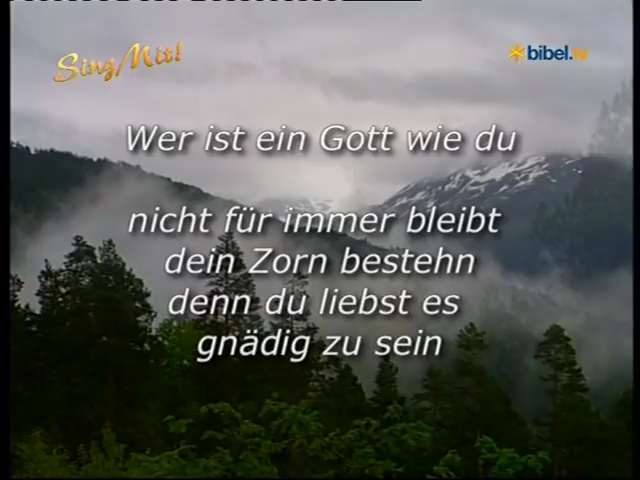 Sing Mit!
bibel.tv
Wer ist ein Gott wie du
nicht für immer bleibt
dein Zorn bestehn
denn du liebst es
gnädig zu sein